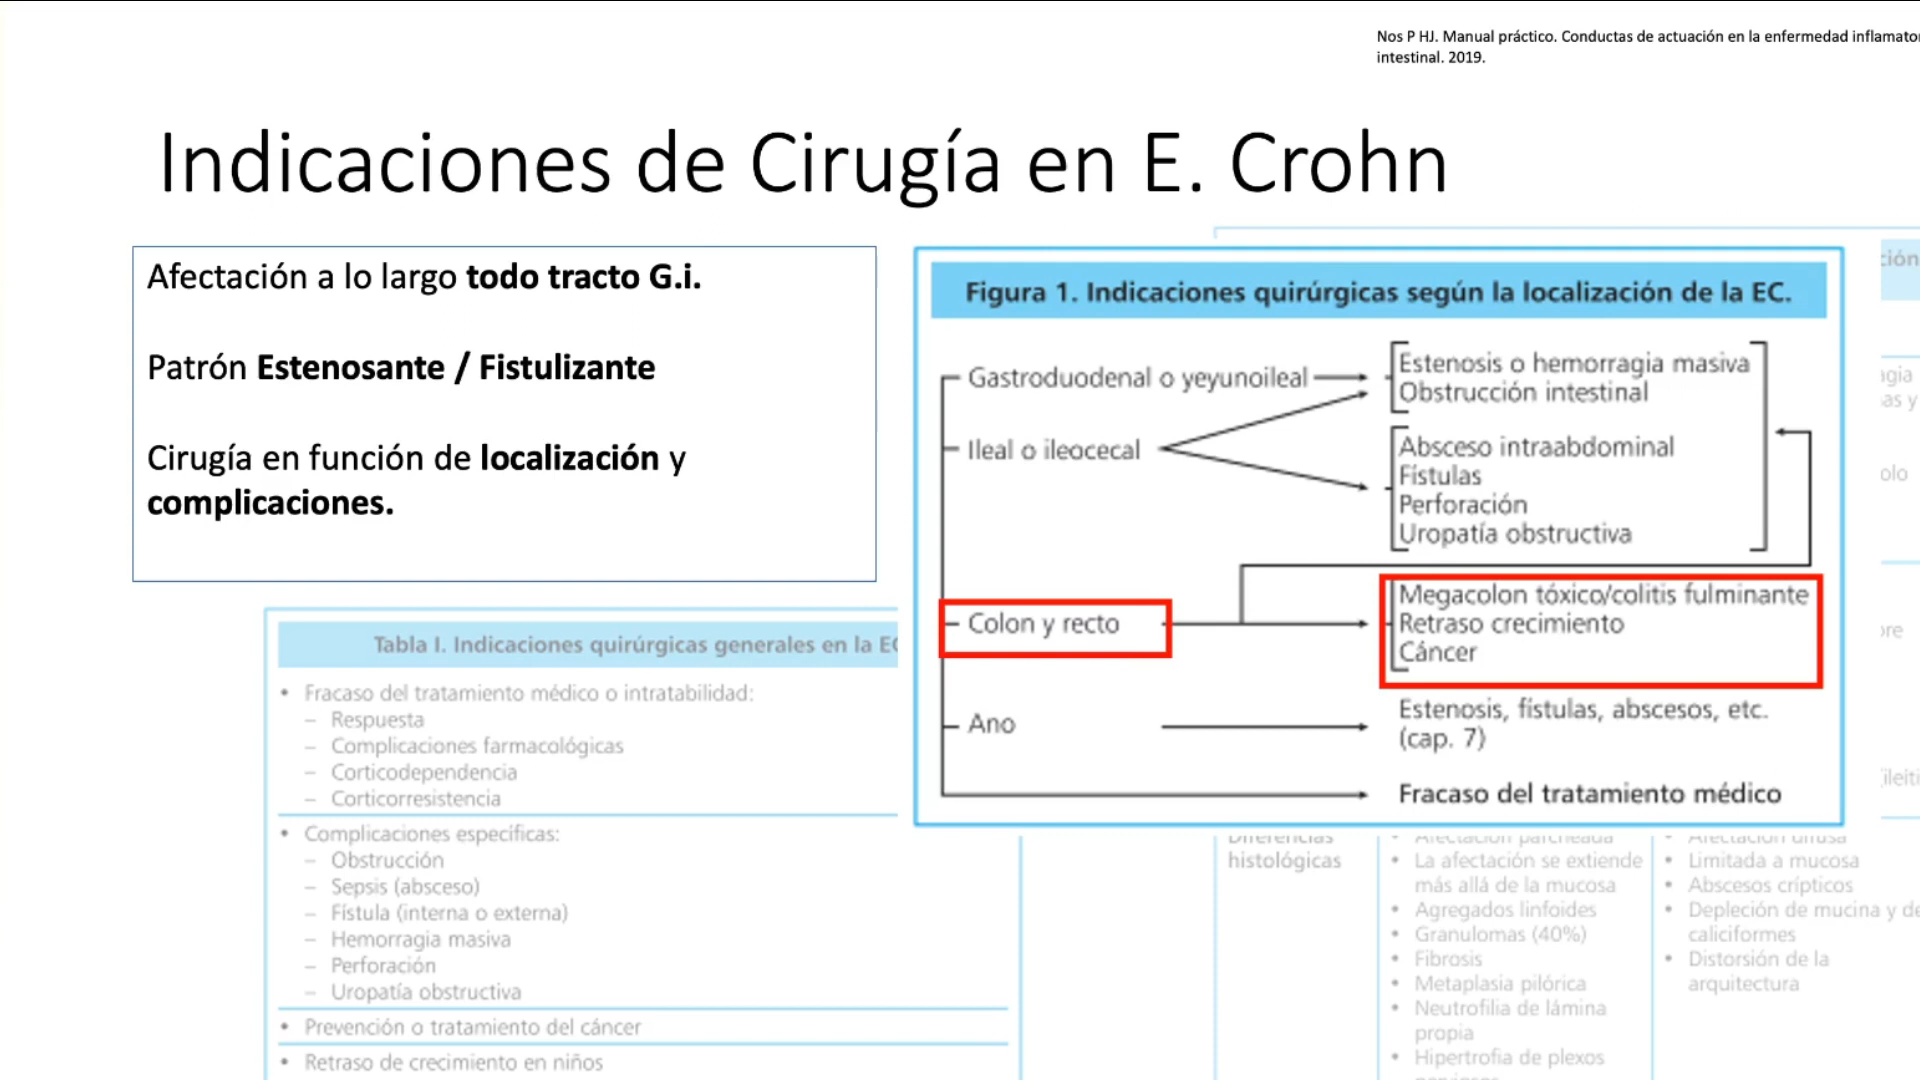 Nos P HJ. Manual práctico. Conductas de actuación en la enfermedad
intestinal. 2019.
Indicaciones de Cirugía en E. Crohn
Afectación a lo largo todo tracto G.i.
Patrón Estenosante / Fistulizante
Cirugía en función de localización y
complicaciones.
Figura 1. Indicaciones quirúrgicas según la localización de la EC.
Gastroduodenal o yeyunoileal
Estenosis o hemorragia masiva
Obstrucción intestinal
Ileal o ileocecal
Absceso intraabdominal
Fístulas
Perforación
Uropatía obstructiva
Colon y recto
Megacolon tóxico/colitis fulminante
Retraso crecimiento
Cáncer
Ano
Estenosis, fístulas, abscesos, etc.
(cap. 7)
Fracaso del tratamiento médico
Tabla I. Indicaciones quirúrgicas generales en la
• Fracaso del tratamiento médico o intratabilidad:
– Respuesta
– Complicaciones farmacológicas
– Corticodependencia
– Corticorresistencia
• Complicaciones específicas:
– Obstrucción
– Sepsis (absceso)
– Fístula (interna o externa)
– Hemorragia masiva
– Perforación
– Uropatía obstructiva
• Prevención o tratamiento del cáncer
• Retraso de crecimiento en niños
Diferencias
histológicas
• Afectación parcheada
• La afectación se extiende
más allá de la mucosa
• Agregados linfoides
• Granulomas (40%)
• Fibrosis
• Metaplasia pilórica
• Neutrofilia de lámina
propia
• Hipertrofia de plexos
• Afectación difusa
• Limitada a mucosa
• Abscesos crípticos
• Depleción de mucina y
caliciformes
• Distorsión de la
arquitectura